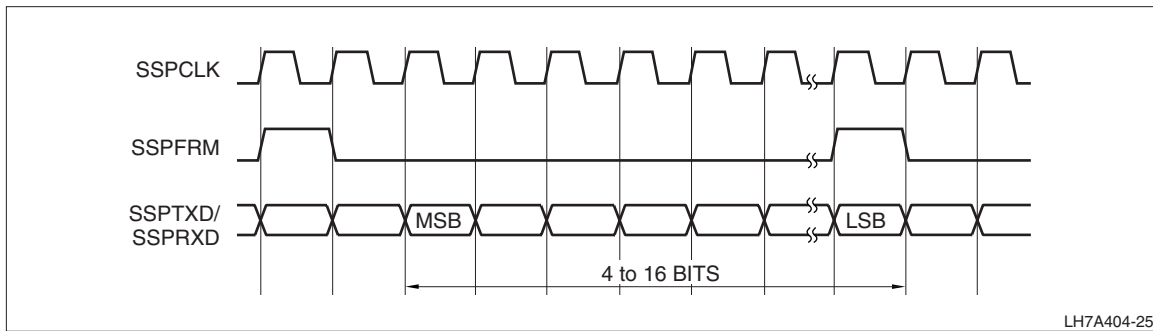 SSPCLK
SSPFRM
SSPTXD/
SSPRXD
MSB
LSB
4 to 16 BITS
LH7A404-25